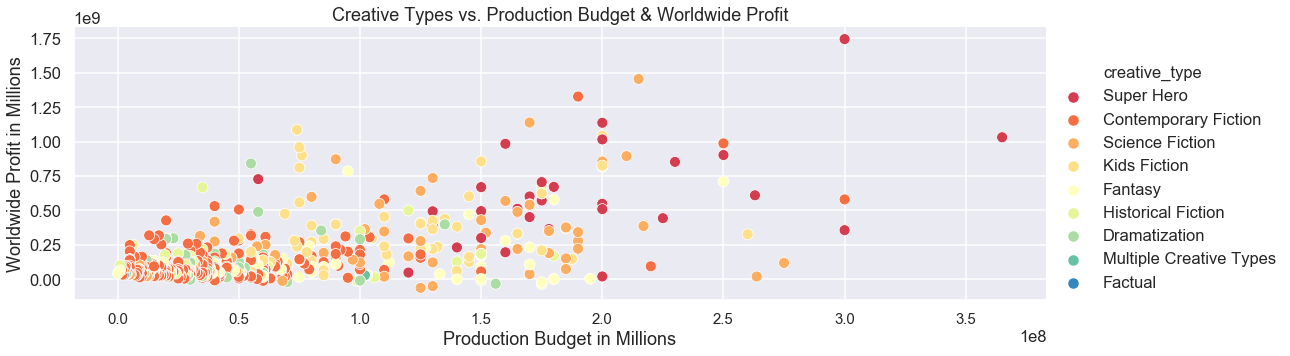 Creative Types vs. Production Budget & Worldwide Profit
1e9
1.75
1.50
1.25
1.00
0.75
0.50
0.25
0.00
Worldwide Profit in Millions
0.0 0.5 1.0 1.5 2.0 2.5 3.0 3.5
1e8
Production Budget in Millions
creative_type
Super Hero
Contemporary Fiction
Science Fiction
Kids Fiction
Fantasy
Historical Fiction
Dramatization
Multiple Creative Types
Factual